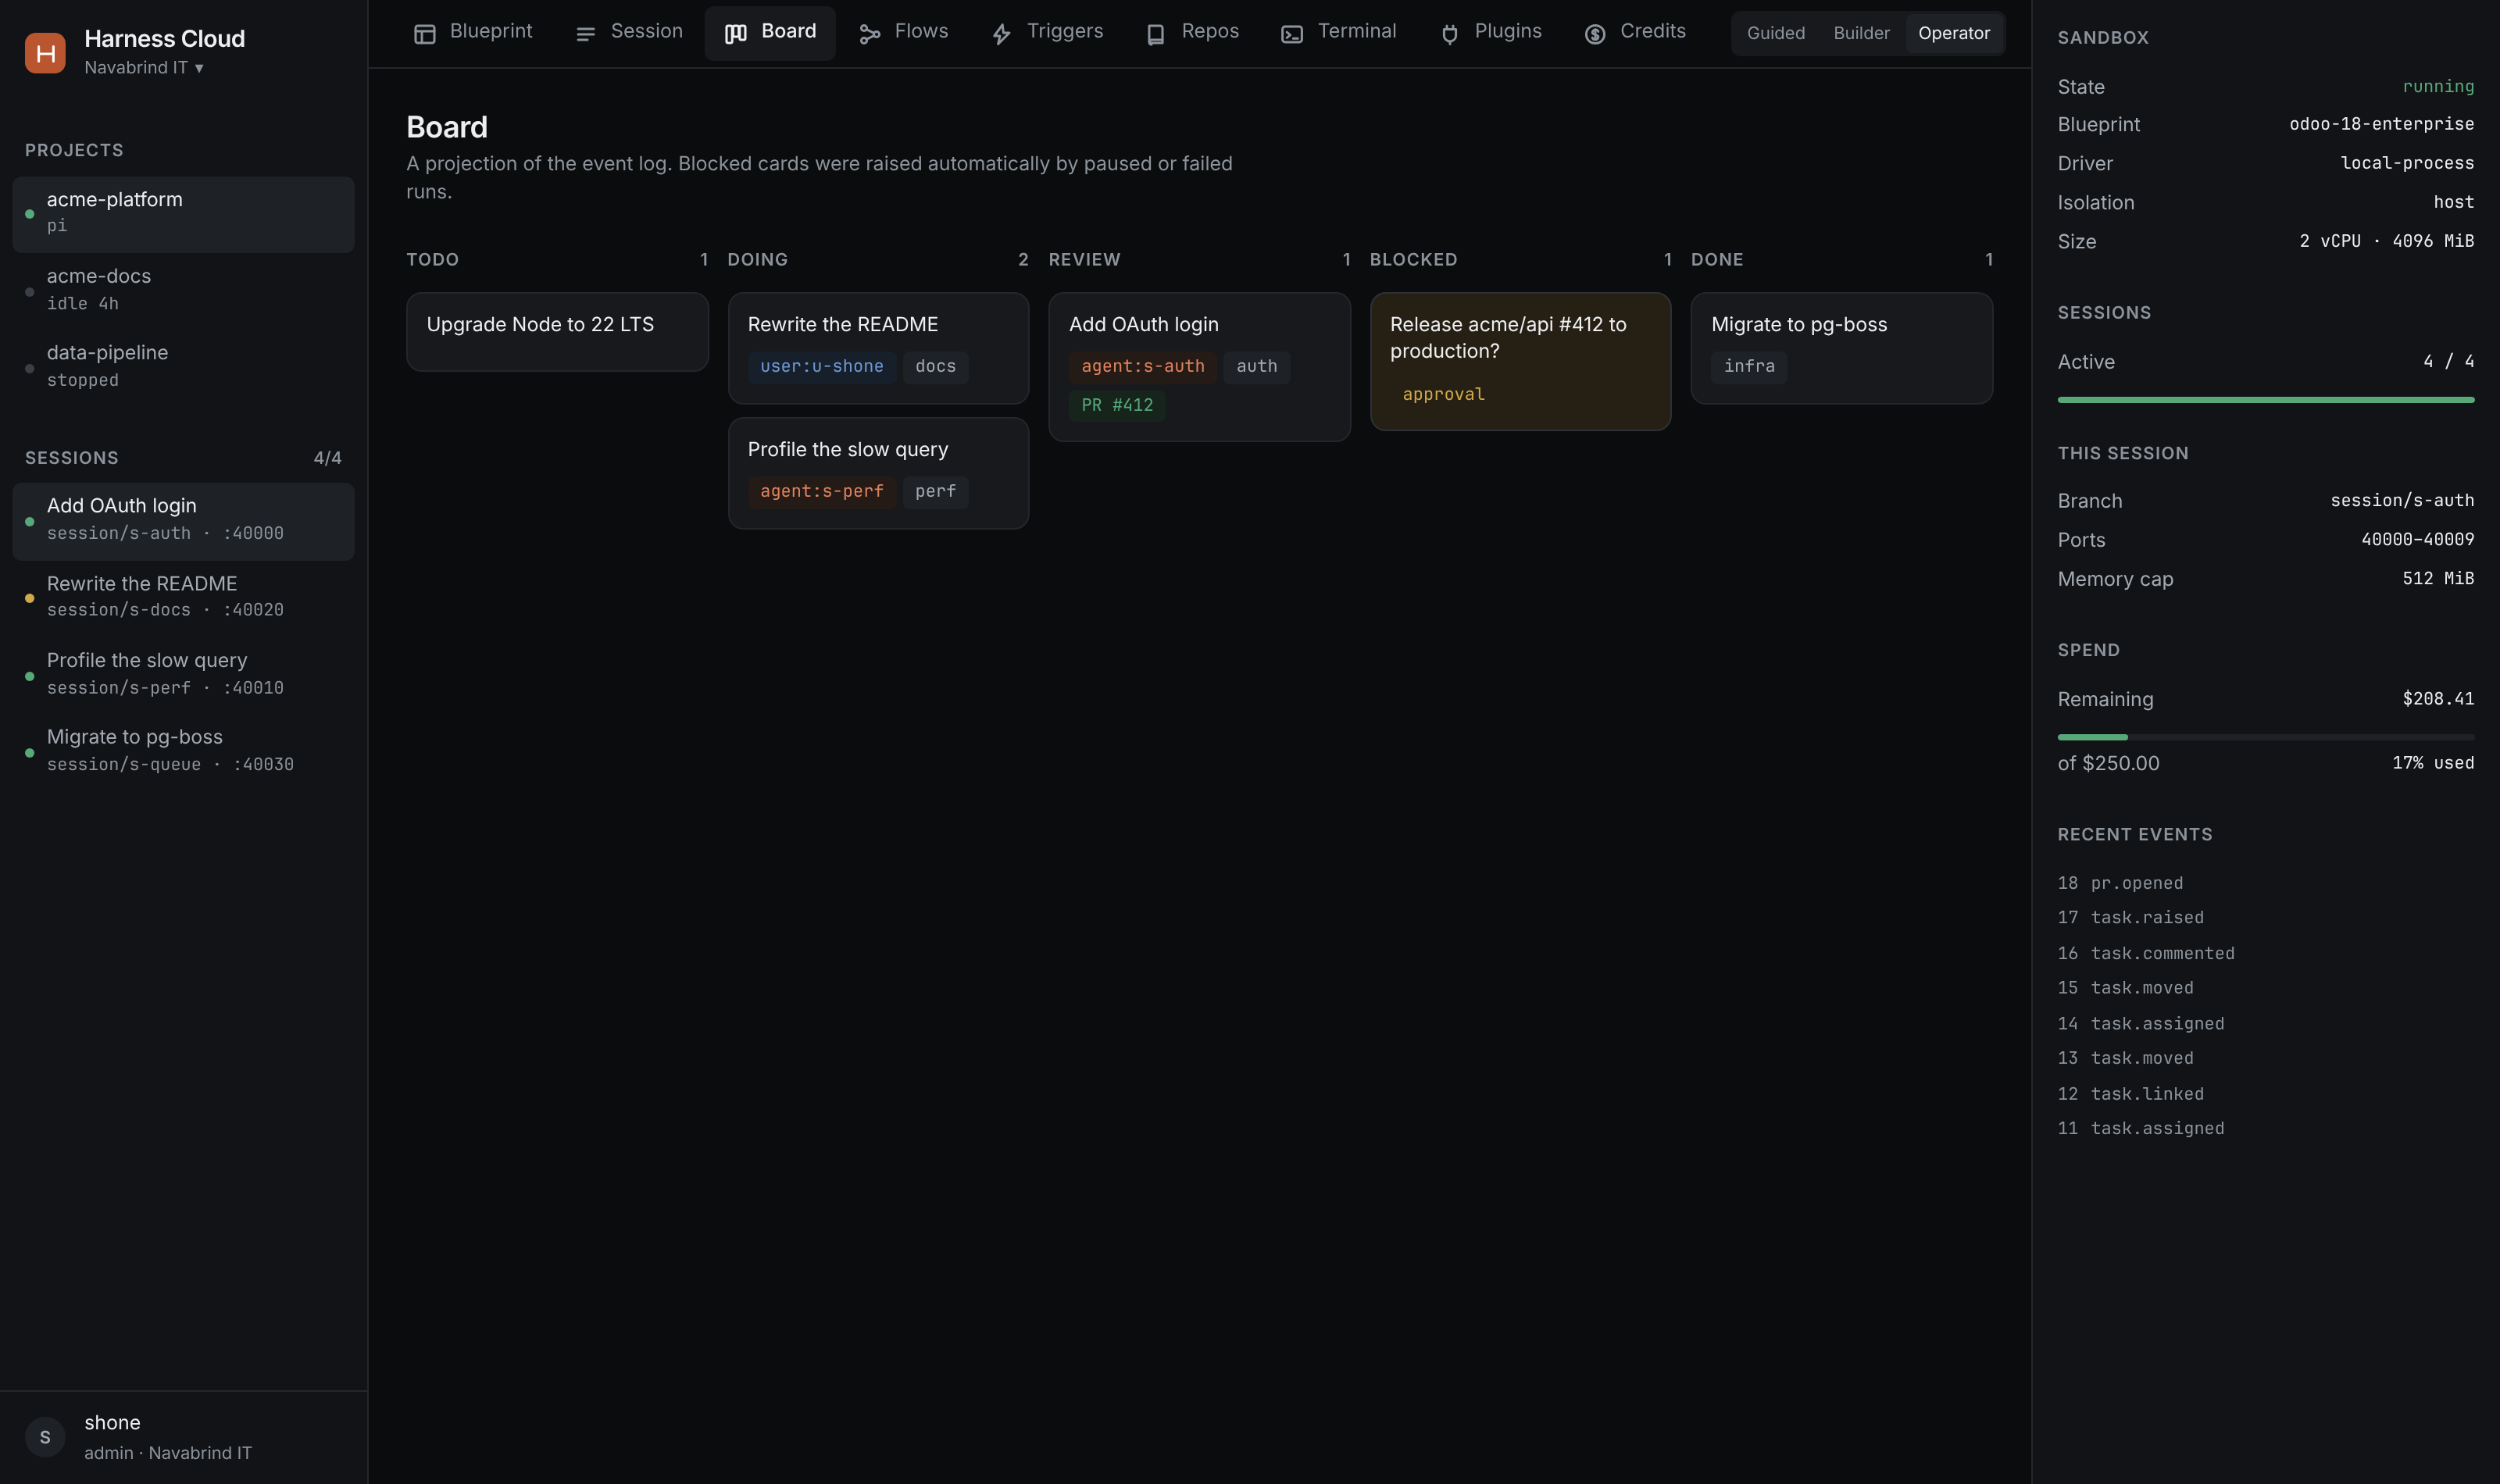 Harness Cloud
Navabrind IT ▾
PROJECTS
acme-platform
pi
acme-docs
idle 4h
data-pipeline
stopped
SESSIONS 4/4
Add OAuth login
session/s-auth · :40000
Rewrite the README
session/s-docs · :40020
Profile the slow query
session/s-perf · :40010
Migrate to pg-boss
session/s-queue · :40030
S
shone
admin · Navabrind IT
Blueprint Session Board Flows Triggers Repos Terminal Plugins Credits Guided Builder Operator
Board
A projection of the event log. Blocked cards were raised automatically by paused or failed
runs.
TODO 1
Upgrade Node to 22 LTS
DOING 2
Rewrite the README
user:u-shone docs
Profile the slow query
agent:s-perf perf
REVIEW 1
Add OAuth login
agent:s-auth auth
PR #412
BLOCKED 1
Release acme/api #412 to
production?
approval
DONE 1
Migrate to pg-boss
infra
SANDBOX
State running
Blueprint odoo-18-enterprise
Driver local-process
Isolation host
Size 2 vCPU · 4096 MiB
SESSIONS
Active 4 / 4
THIS SESSION
Branch session/s-auth
Ports 40000–40009
Memory cap 512 MiB
SPEND
Remaining $208.41
of $250.00 17% used
RECENT EVENTS
18 pr.opened
17 task.raised
16 task.commented
15 task.moved
14 task.assigned
13 task.moved
12 task.linked
11 task.assigned